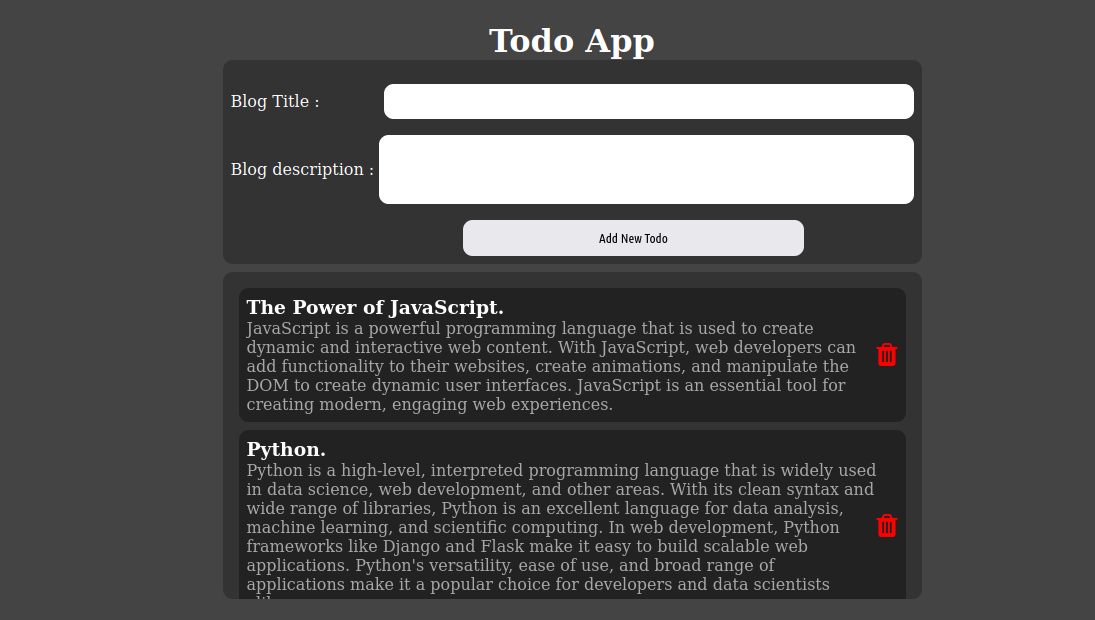 Todo App
Blog Title :
Blog description :
Add New Todo
The Power of JavaScript.
JavaScript is a powerful programming language that is used to create
dynamic and interactive web content. With JavaScript, web developers can
add functionality to their websites, create animations, and manipulate the
DOM to create dynamic user interfaces. JavaScript is an essential tool for
creating modern, engaging web experiences.
Python.
Python is a high-level, interpreted programming language that is widely used
in data science, web development, and other areas. With its clean syntax and
wide range of libraries, Python is an excellent language for data analysis,
machine learning, and scientific computing. In web development, Python
frameworks like Django and Flask make it easy to build scalable web
applications. Python's versatility, ease of use, and broad range of
applications make it a popular choice for developers and data scientists